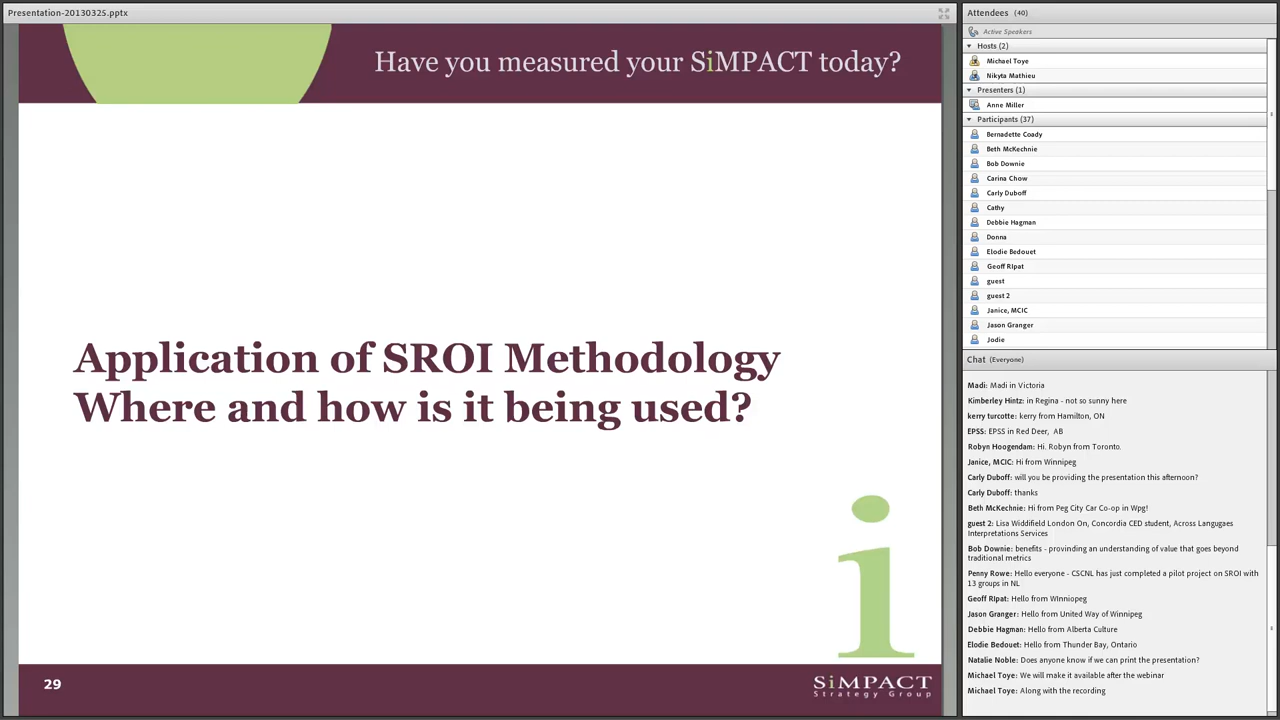 Presentation-20130325.pptx
Have you measured your SiMPACT today?
Application of SROI Methodology
Where and how is it being used?
i
29
SiMPACT
Strategy Group
Attendees (40)
Active Speakers
Hosts (2)
Michael Toye
Nikyta Mathieu
Presenters (1)
Anne Miller
Participants (37)
Bernadette Coady
Beth McKechnie
Bob Downie
Carina Chow
Carly Duboff
Cathy
Debbie Hagman
Donna
Elodie Bedouet
Geoff RIpat
guest
guest 2
Janice, MCIC
Jason Granger
Jodie
Chat (Everyone)
Madi: Madi in Victoria
Kimberley Hintz: in Regina - not so sunny here
kerry turcotte: kerry from Hamilton, ON
EPSS: EPSS in Red Deer, AB
Robyn Hoogendam: Hi. Robyn from Toronto.
Janice, MCIC: Hi from Winnipeg
Carly Duboff: will you be providing the presentation this afternoon?
Carly Duboff: thanks
Beth McKechnie: Hi from Peg City Car Co-op in Wpg!
guest 2: Lisa Widdifield London On, Concordia CED student, Across Langugaes
Interpretations Services
Bob Downie: benefits - provinding an understanding of value that goes beyond
traditional metrics
Penny Rowe: Hello everyone - CSCNL has just completed a pilot project on SROI with
13 groups in NL
Geoff RIpat: Hello from WInniopeg
Jason Granger: Hello from United Way of Winnipeg
Debbie Hagman: Hello from Alberta Culture
Elodie Bedouet: Hello from Thunder Bay, Ontario
Natalie Noble: Does anyone know if we can print the presentation?
Michael Toye: We will make it available after the webinar
Michael Toye: Along with the recording